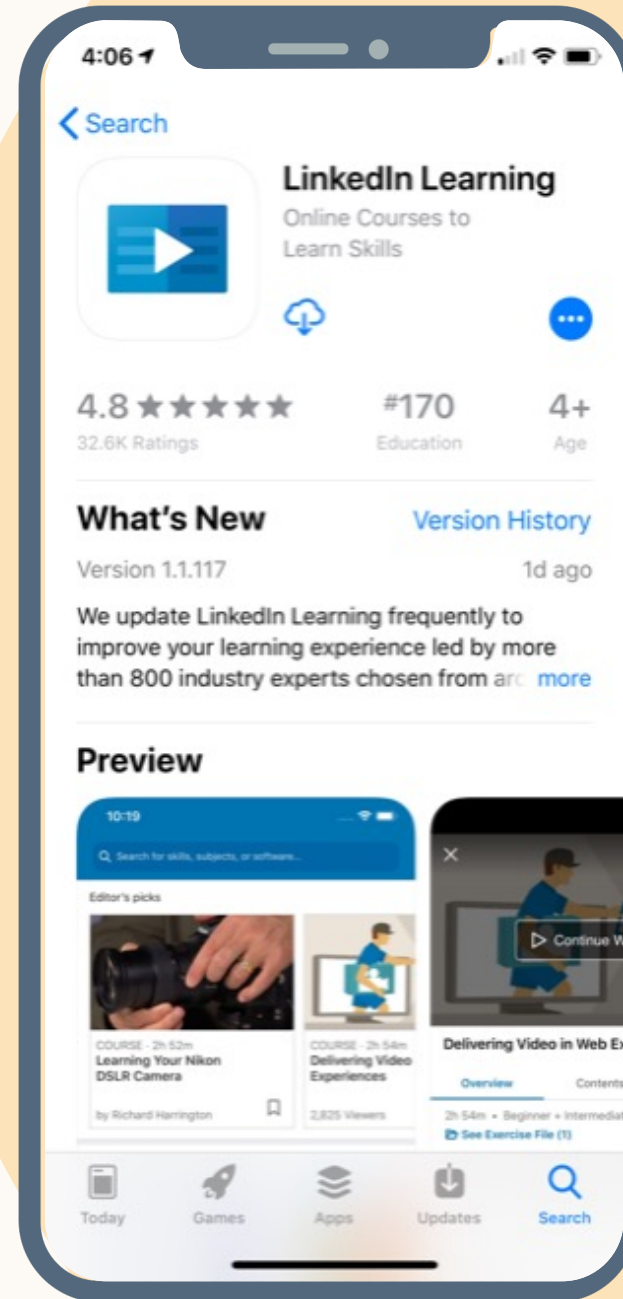 4:06
Search
LinkedIn Learning
Online Courses to
Learn Skills
4.8 ★★★★★
#170
4+
32.6K Ratings
Education
Age
What's New
Version History
Version 1.1.117
1d ago
We update LinkedIn Learning frequently to
improve your learning experience led by more
than 800 industry experts chosen from
more
Preview
10:19
Search for skills, subjects, or software...
Editor's picks
COURSE - 2h 52m
Learning Your Nikon
DSLR Camera
by Richard Harrington
COURSE - 2h 54m
Delivering Video
Experiences
2,825 Viewers
Continue W
Delivering Video in Web Ex
Overview
Contents
2h 54m • Beginner + Intermediat
See Exercise File (1)
Today
Games
Apps
Updates
Search